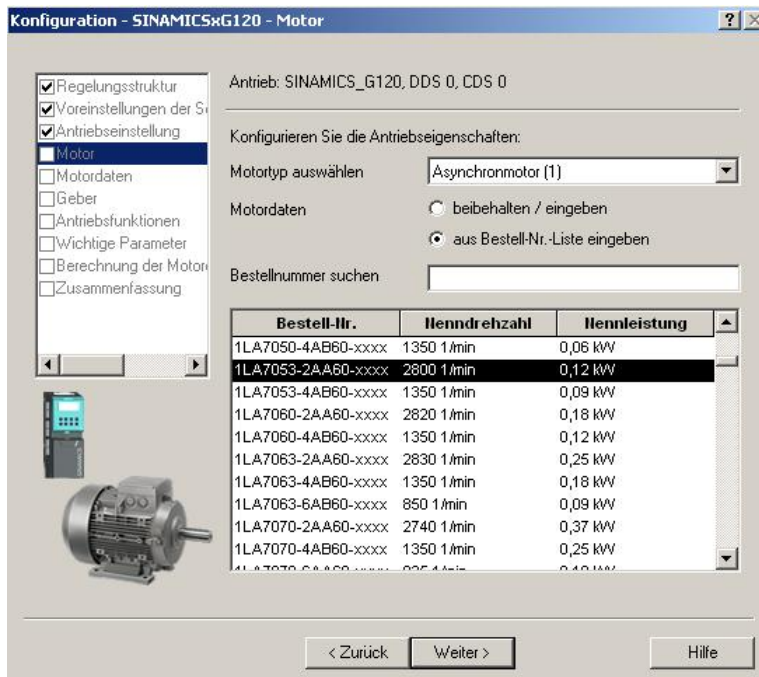 Konfiguration - SINAMICSxG120 - Motor
Regelungsstruktur
Voreinstellungen der
Antriebseinstellung
Motor
Motordaten
Geber
Antriebsfunktionen
Wichtige Parameter
Berechnung der
Zusammenfassung
Antrieb: SINAMICS_G120, DDS 0, CDS 0
Konfigurieren Sie die Antriebseigenschaften:
Motortyp auswählen Asynchronmotor (1)
Motordaten beibehalten / eingeben
aus Bestell-Nr.-Liste eingeben
Bestellnummer suchen
Bestell-Nr. Nenndrehzahl Nennleistung
1LA7050-4AB60-xxxx 1350 1/min 0,06 kW
1LA7053-2AA60-xxxx 2800 1/min 0,12 kW
1LA7053-4AB60-xxxx 1350 1/min 0,09 kW
1LA7060-2AA60-xxxx 2820 1/min 0,18 kW
1LA7060-4AB60-xxxx 1350 1/min 0,12 kW
1LA7063-2AA60-xxxx 2830 1/min 0,25 kW
1LA7063-4AB60-xxxx 1350 1/min 0,18 kW
1LA7063-6AB60-xxxx 850 1/min 0,09 kW
1LA7070-2AA60-xxxx 2740 1/min 0,37 kW
1LA7070-4AB60-xxxx 1350 1/min 0,25 kW
< Zurück Weiter > Hilfe